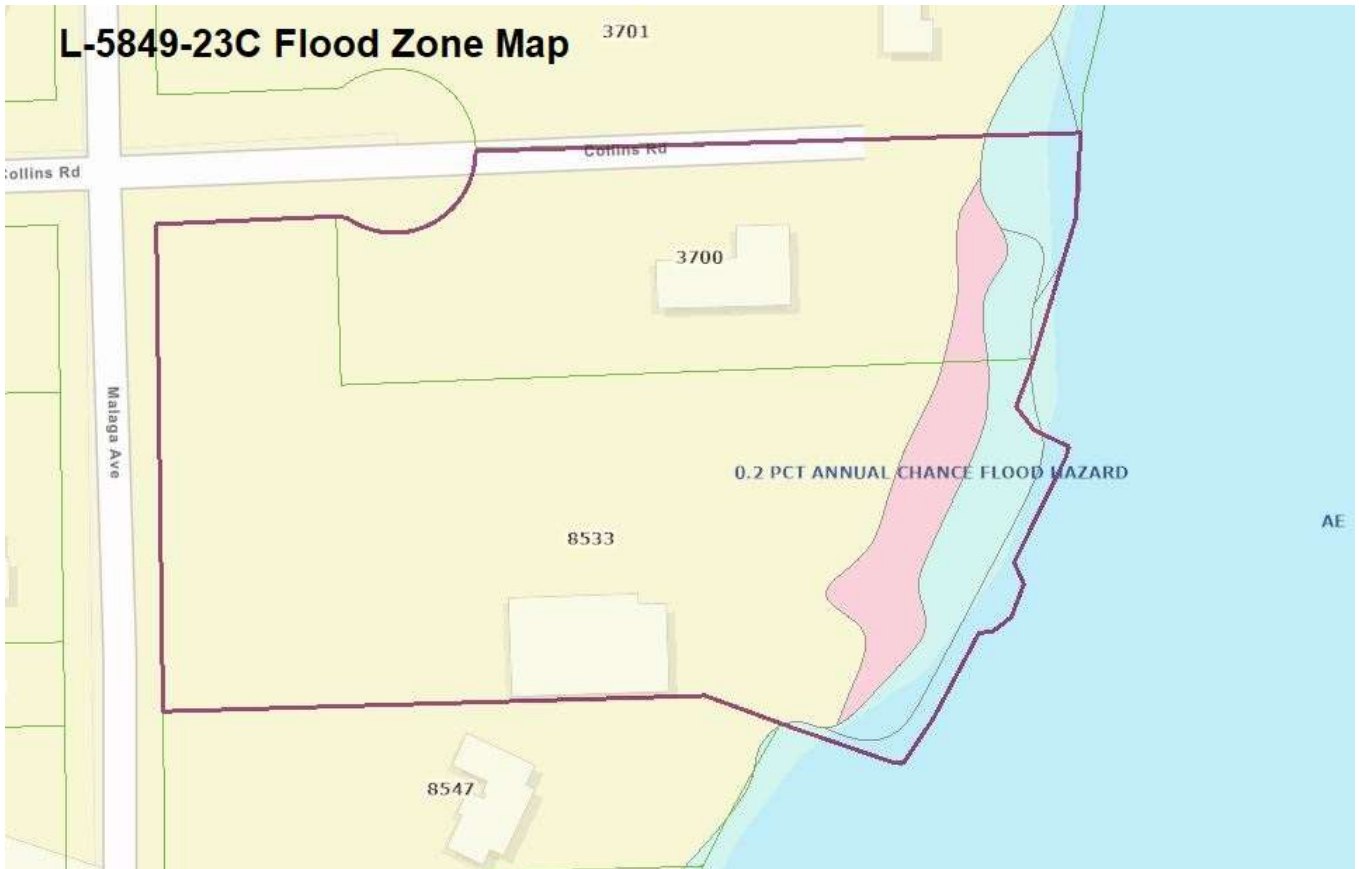 L-5849-23C Flood Zone Map
3701
Collins Rd
Collins Rd
3700
Malaga Ave
0.2 PCT ANNUAL CHANCE FLOOD HAZARD
AE
8533
8547